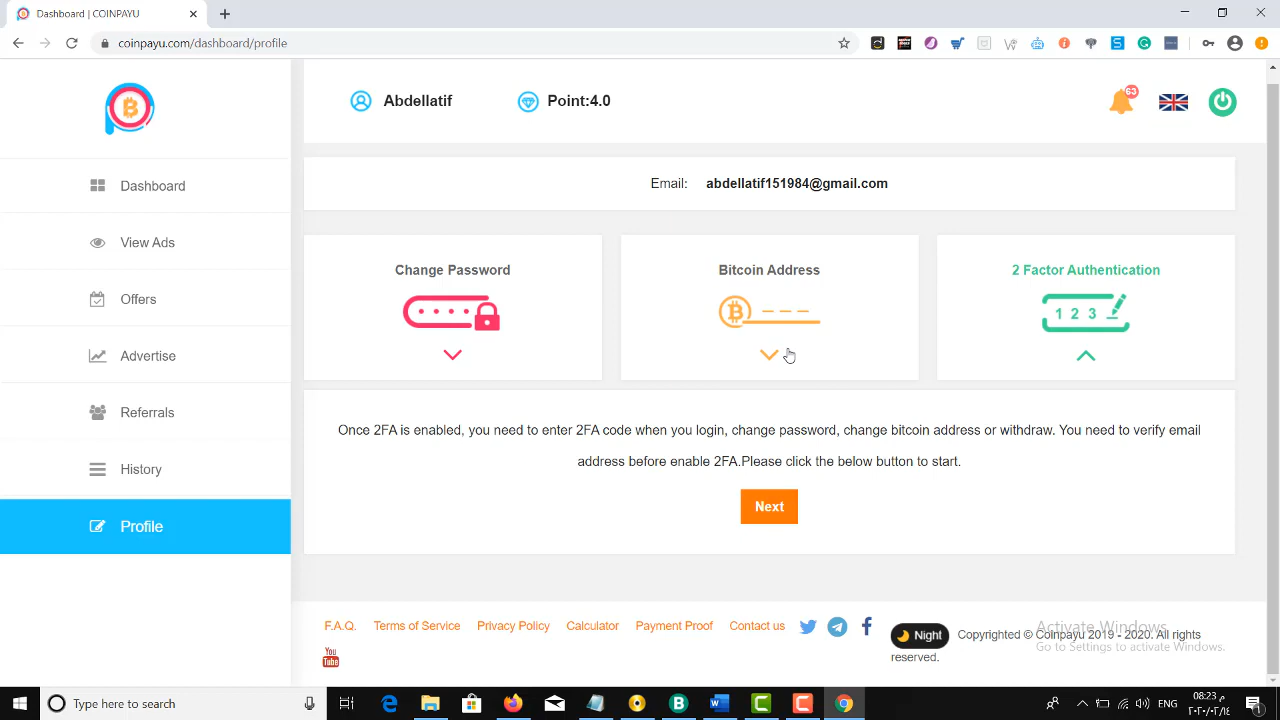 Dashboard | COINPAYU
coinpayu.com/dashboard/profile
Abdellatif
Point:4.0
63
Dashboard
View Ads
Offers
Advertise
Referrals
History
Profile
Email: abdellatif151984@gmail.com
Change Password
Bitcoin Address
2 Factor Authentication
1 2 3
Once 2FA is enabled, you need to enter 2FA code when you login, change password, change bitcoin address or withdraw. You need to verify email
address before enable 2FA.Please click the below button to start.
Next
F.A.Q. Terms of Service Privacy Policy Calculator Payment Proof Contact us
You
Tube
Night
Copyrighted © Coinpayu 2019 - 2020. All rights
reserved.
Activate Windows
Go to Settings to activate Windows.
Type here to search
ENG
08:23 م